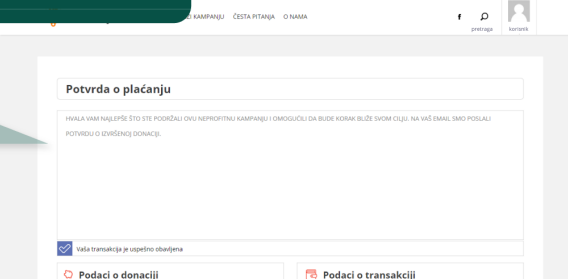 KAMPANJU ČESTA PITANJA O NAMA
pretraga korisnik
Potvrda o plaćanju
HVALA VAM NAJLEPŠE ŠTO STE PODRŽALI OVU NEPROFITNU KAMPANJU I OMOGUĆILI DA BUDE KORAK BLIŽE SVOM CILJU. NA VAŠ EMAIL SMO POSLALI
POTVRDU O IZVRŠENOJ DONACIJI.
Vaša transakcija je uspešno obavljena
Podaci o donaciji Podaci o transakciji